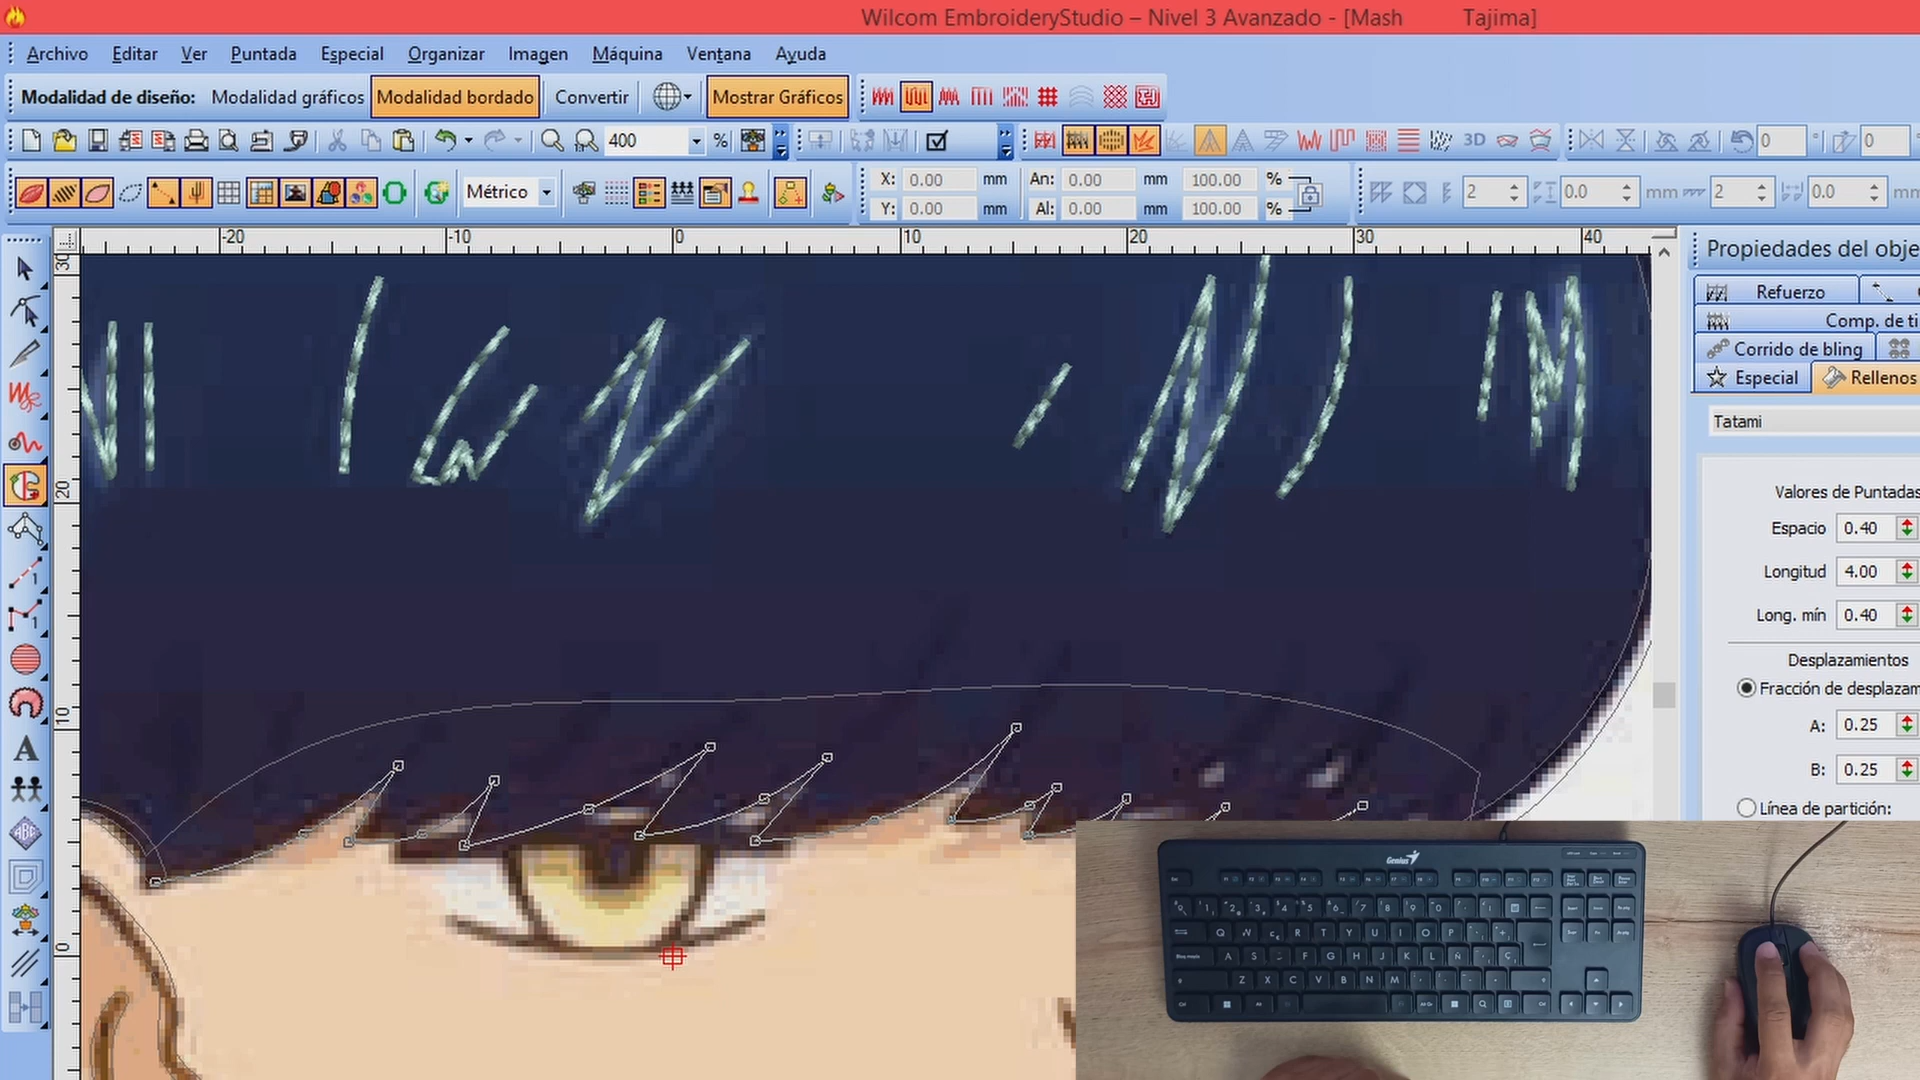 Wilcom EmbroideryStudio – Nivel 3 Avanzado - [Mash Tajima]
Archivo Editar Ver Puntada Especial Organizar Imagen Máquina Ventana Ayuda
Modalidad de diseño: Modalidad gráficos Modalidad bordado Convertir Mostrar Gráficos
400 % 3D 0 ° 0
Métrico X: 0.00 mm An: 0.00 mm 100.00 % 2 0.0 mm 2 0.0 mm
Y: 0.00 mm Al: 0.00 mm 100.00 %
-20 -10 0 10 20 30 40
30
20
10
0
Propiedades del obje
Refuerzo
Comp. de ti
Corrido de bling
Especial Rellenos
Tatami
Valores de Puntadas
Espacio 0.40
Longitud 4.00
Long. mín 0.40
Desplazamientos
Fracción de desplazam
A: 0.25
B: 0.25
Línea de partición:
A
ABC
Genius
Q W E R T Y U I O P
A S D F G H J K L Ñ
Z X C V B N M